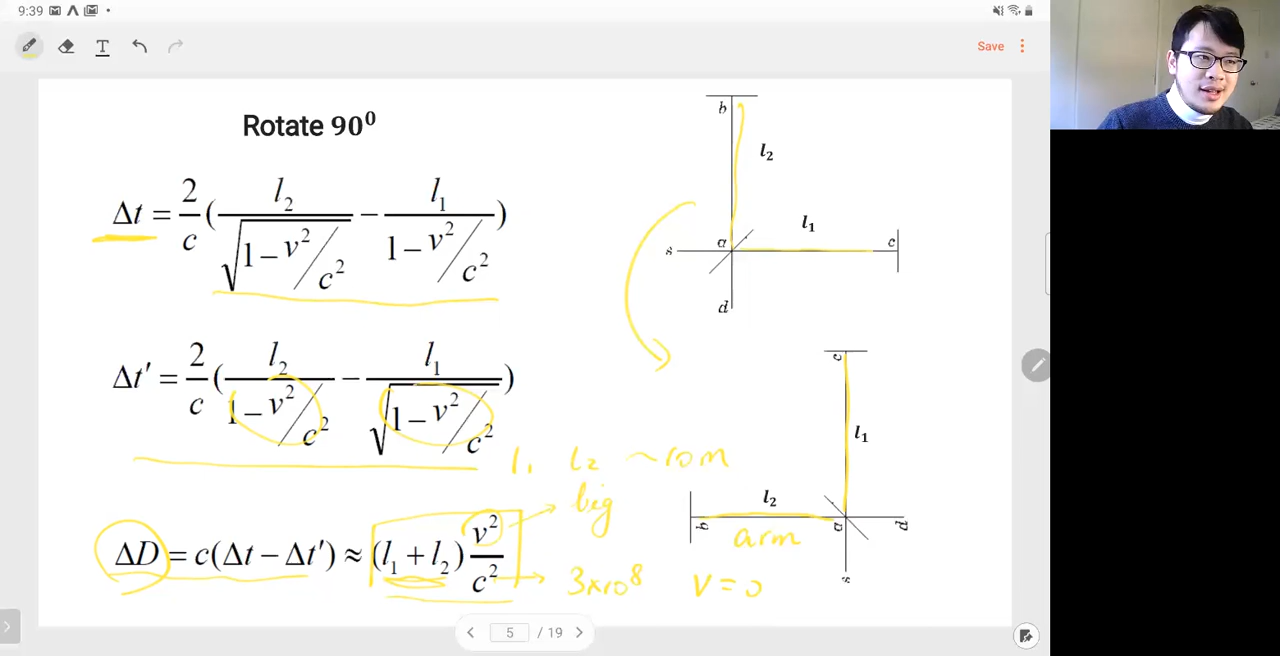 9:39
T
Save
Rotate 90⁰
Δt = 2/c ( l₂ / √(1 − v²/c²) − l₁ / (1 − v²/c²) )
Δt' = 2/c ( l₂ / (1 − v²/c²) − l₁ / √(1 − v²/c²) )
l₁ l₂ ~10m
big
ΔD = c(Δt − Δt') ≈ (l₁ + l₂) v²/c²
3×10⁸
v = 0
b
l₂
l₁
s a c
d
c
l₁
l₂
b a d
arm
s
5 / 19